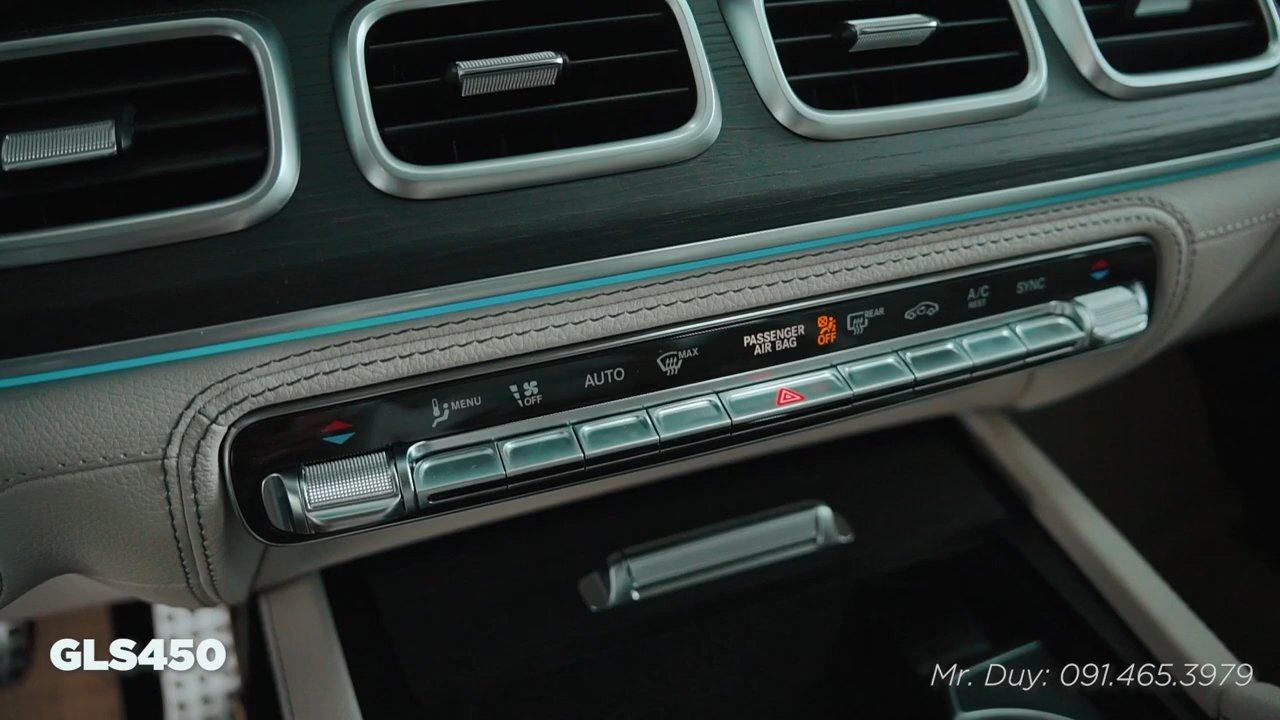 MENU
OFF
AUTO
MAX
PASSENGER
AIR BAG
OFF
REAR
A/C
REST
SYNC
GLS450
Mr. Duy: 091.465.3979